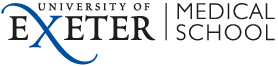 UNIVERSITY OF
EXETER
MEDICAL
SCHOOL